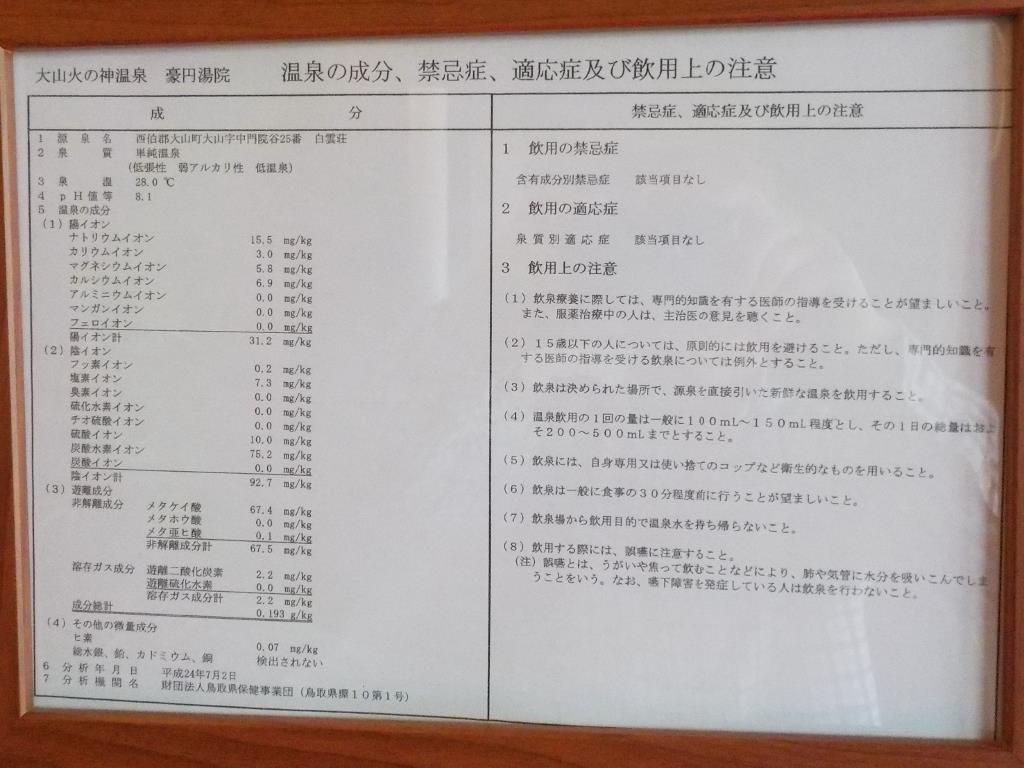 大山火の神温泉　豪円湯院　　温泉の成分、禁忌症、適応症及び飲用上の注意
成　　　　分
1　源　泉　名　西伯郡大山町大山字中門院谷25番　白雲荘
2　泉　　　質　単純温泉
(低張性　弱アルカリ性　低温泉)
3　泉　　　温　28.0 ℃
4　ｐＨ値等　8.1
5　温泉の成分
(1) 陽イオン
ナトリウムイオン　15.5　mg/kg
カリウムイオン　3.0　mg/kg
マグネシウムイオン　5.8　mg/kg
カルシウムイオン　6.9　mg/kg
アルミニウムイオン　0.0　mg/kg
マンガンイオン　0.0　mg/kg
フェロイオン　0.0　mg/kg
陽イオン計　31.2　mg/kg
(2) 陰イオン
フッ素イオン　0.2　mg/kg
塩素イオン　7.3　mg/kg
臭素イオン　0.0　mg/kg
硫化水素イオン　0.0　mg/kg
チオ硫酸イオン　0.0　mg/kg
硫酸イオン　10.0　mg/kg
炭酸水素イオン　75.2　mg/kg
炭酸イオン　0.0　mg/kg
陰イオン計　92.7　mg/kg
(3) 遊離成分
非解離成分　メタケイ酸　67.4　mg/kg
メタホウ酸　0.0　mg/kg
メタ亜ヒ酸　0.1　mg/kg
非解離成分計　67.5　mg/kg
溶存ガス成分　遊離二酸化炭素　2.2　mg/kg
遊離硫化水素　0.0　mg/kg
溶存ガス成分計　2.2　mg/kg
成分総計　0.193　g/kg
(4) その他の微量成分
ヒ素　0.07　mg/kg
総水銀、鉛、カドミウム、銅　検出されない
6　分析年月日　平成24年7月2日
7　分析機関名　財団法人鳥取県保健事業団 (鳥取県環１０第１号)
禁忌症、適応症及び飲用上の注意
1　飲用の禁忌症
含有成分別禁忌症　該当項目なし
2　飲用の適応症
泉質別適応症　該当項目なし
3　飲用上の注意
(1) 飲泉療養に際しては、専門的知識を有する医師の指導を受けることが望ましいこと。
また、服薬治療中の人は、主治医の意見を聴くこと。
(2) １５歳以下の人については、原則的には飲用を避けること。ただし、専門的知識を有
する医師の指導を受ける飲泉については例外とすること。
(3) 飲泉は決められた場所で、源泉を直接引いた新鮮な温泉を飲用すること。
(4) 温泉飲用の１回の量は一般に１００mL～１５０mL程度とし、その１日の総量はおよ
そ２００～５００mLまでとすること。
(5) 飲泉には、自身専用又は使い捨てのコップなど衛生的なものを用いること。
(6) 飲泉は一般に食事の３０分程度前に行うことが望ましいこと。
(7) 飲泉場から飲用目的で温泉水を持ち帰らないこと。
(8) 飲用する際には、誤嚥に注意すること。
(注) 誤嚥とは、うがいや焦って飲むことなどにより、肺や気管に水分を吸いこんでしま
うことをいう。なお、嚥下障害を発症している人は飲泉を行わないこと。